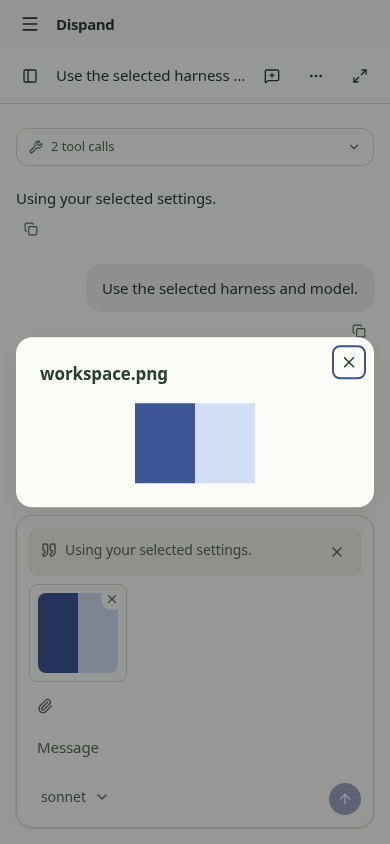 Dispand
Use the selected harness ...
2 tool calls
Using your selected settings.
Use the selected harness and model.
workspace.png
Using your selected settings.
Message
sonnet